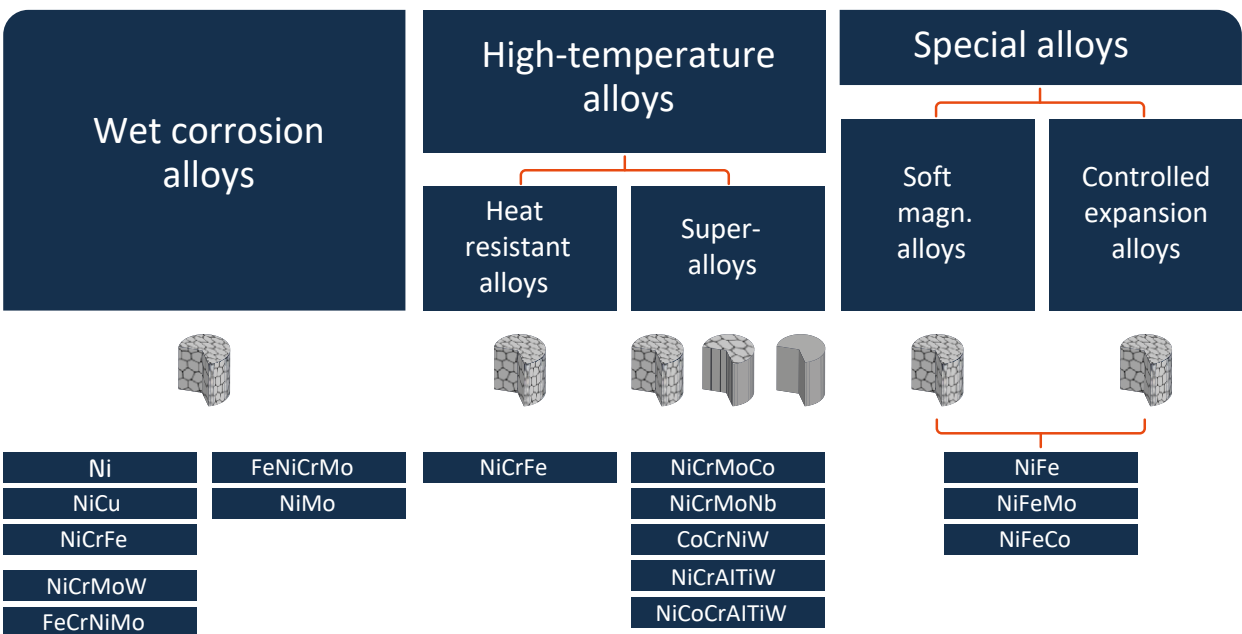 Wet corrosion
alloys
High-temperature
alloys
Heat
resistant
alloys
Super-
alloys
Special alloys
Soft
magn.
alloys
Controlled
expansion
alloys
Ni
NiCu
NiCrFe
NiCrMoW
FeCrNiMo
FeNiCrMo
NiMo
NiCrFe
NiCrMoCo
NiCrMoNb
CoCrNiW
NiCrAlTiW
NiCoCrAlTiW
NiFe
NiFeMo
NiFeCo